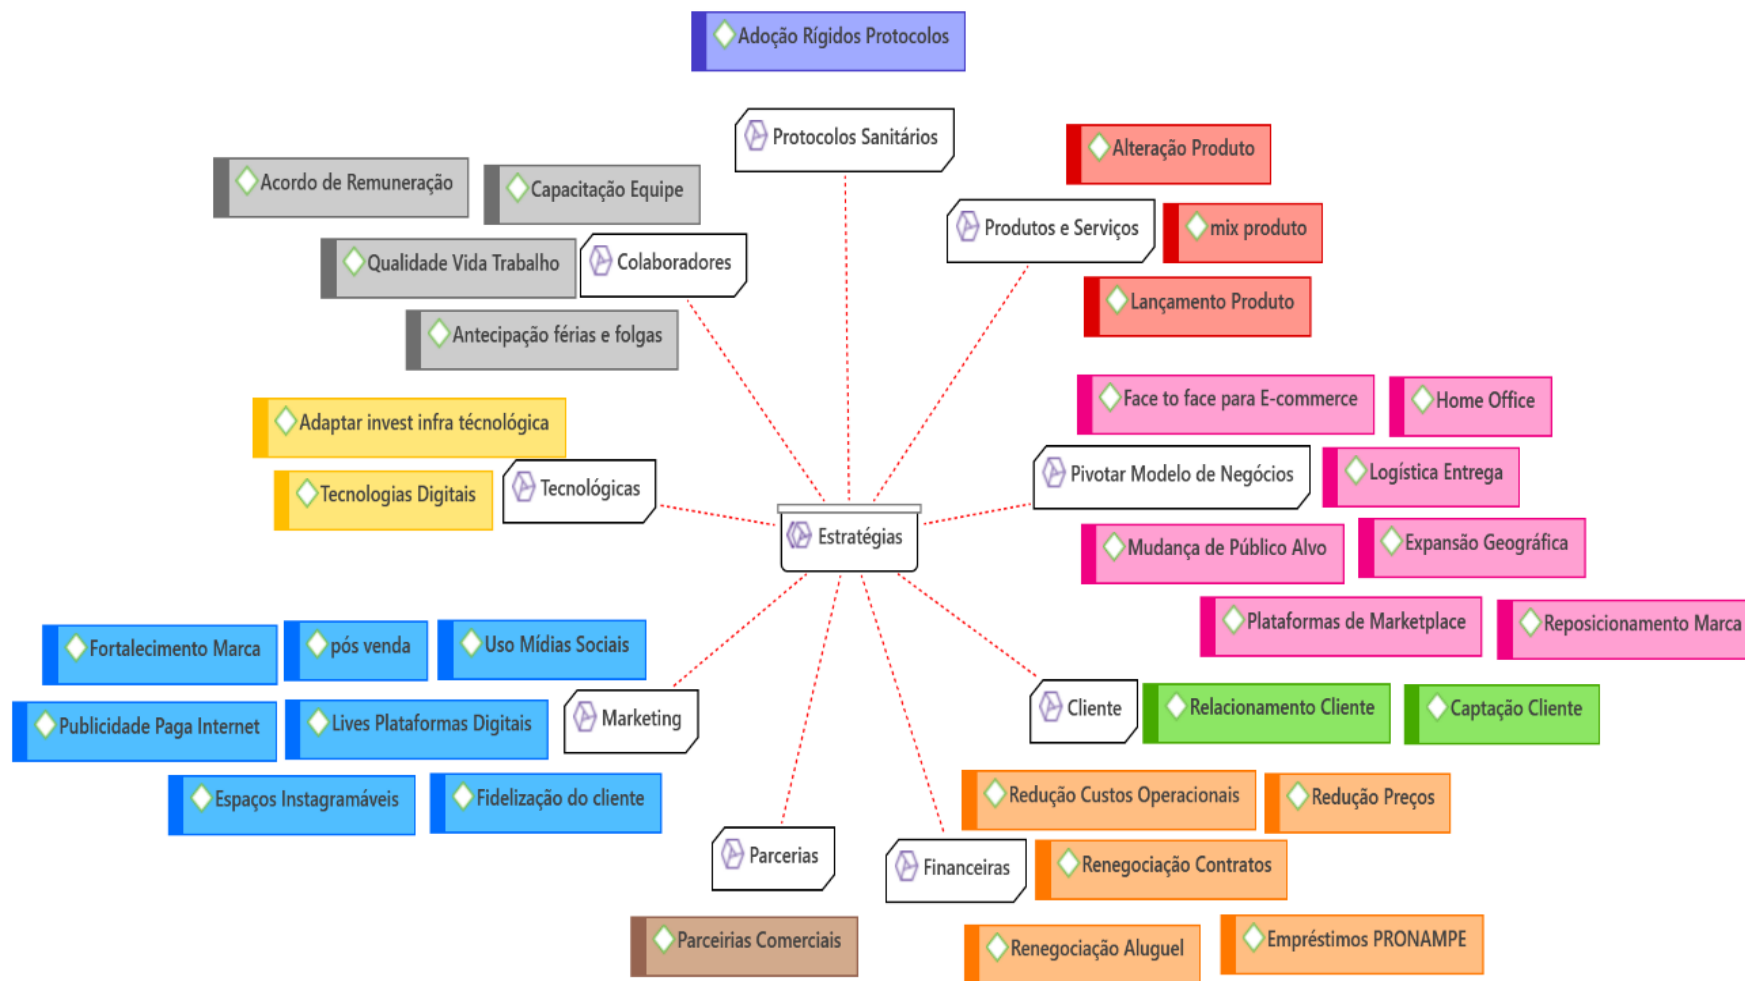 Adoção Rígidos Protocolos
Protocolos Sanitários
Alteração Produto
Acordo de Remuneração
Capacitação Equipe
Produtos e Serviços
mix produto
Qualidade Vida Trabalho
Colaboradores
Lançamento Produto
Antecipação férias e folgas
Face to face para E-commerce
Home Office
Adaptar invest infra técnológica
Pivotar Modelo de Negócios
Logística Entrega
Tecnologias Digitais
Tecnológicas
Estratégias
Mudança de Público Alvo
Expansão Geográfica
Plataformas de Marketplace
Reposicionamento Marca
Fortalecimento Marca
pós venda
Uso Mídias Sociais
Cliente
Relacionamento Cliente
Captação Cliente
Publicidade Paga Internet
Lives Plataformas Digitais
Marketing
Espaços Instagramáveis
Fidelização do cliente
Redução Custos Operacionais
Redução Preços
Parcerias
Financeiras
Renegociação Contratos
Parceirias Comerciais
Renegociação Aluguel
Empréstimos PRONAMPE